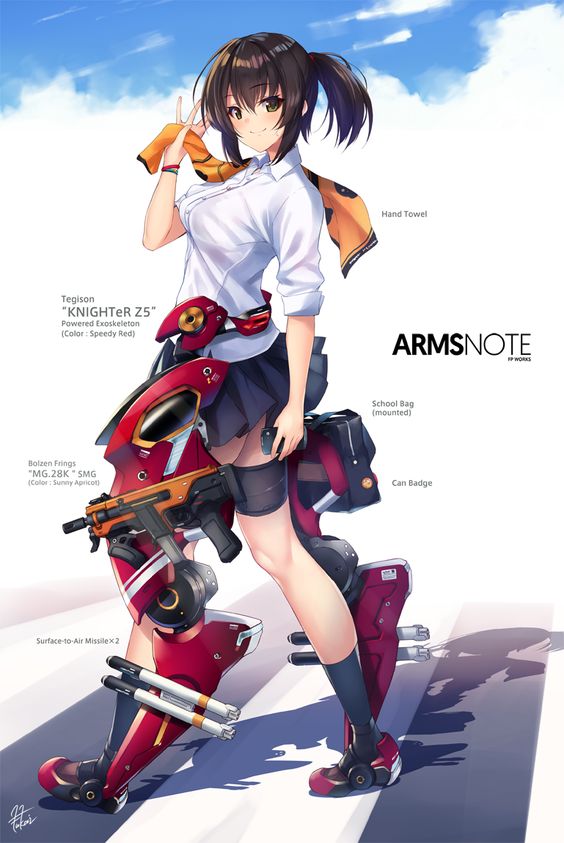 Hand Towel
Tegison
"KNIGHTeR Z5"
Powered Exoskeleton
(Color : Speedy Red)
ARMSNOTE
FP WORKS
School Bag
(mounted)
Bolzen Frings
"MG.28K " SMG
(Color : Sunny Apricot)
Can Badge
Surface-to-Air Missile×2